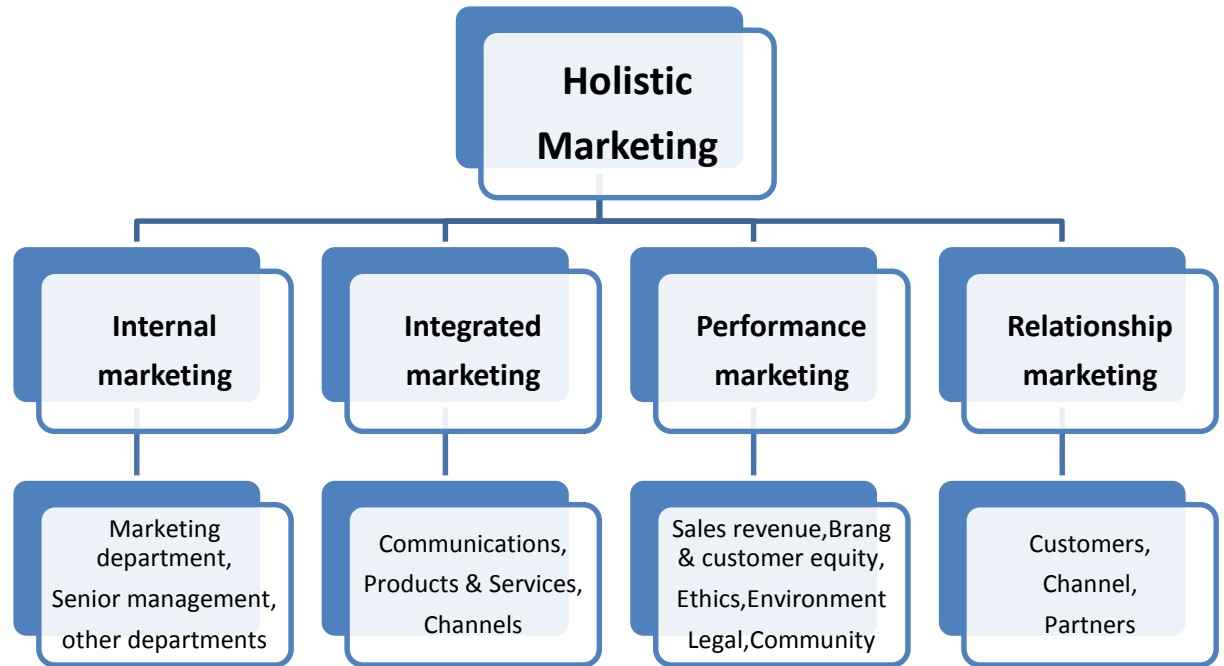 Holistic
Marketing
Internal
marketing
Integrated
marketing
Performance
marketing
Relationship
marketing
Marketing
department,
Senior management,
other departments
Communications,
Products & Services,
Channels
Sales revenue,Brang
& customer equity,
Ethics,Environment
Legal,Community
Customers,
Channel,
Partners